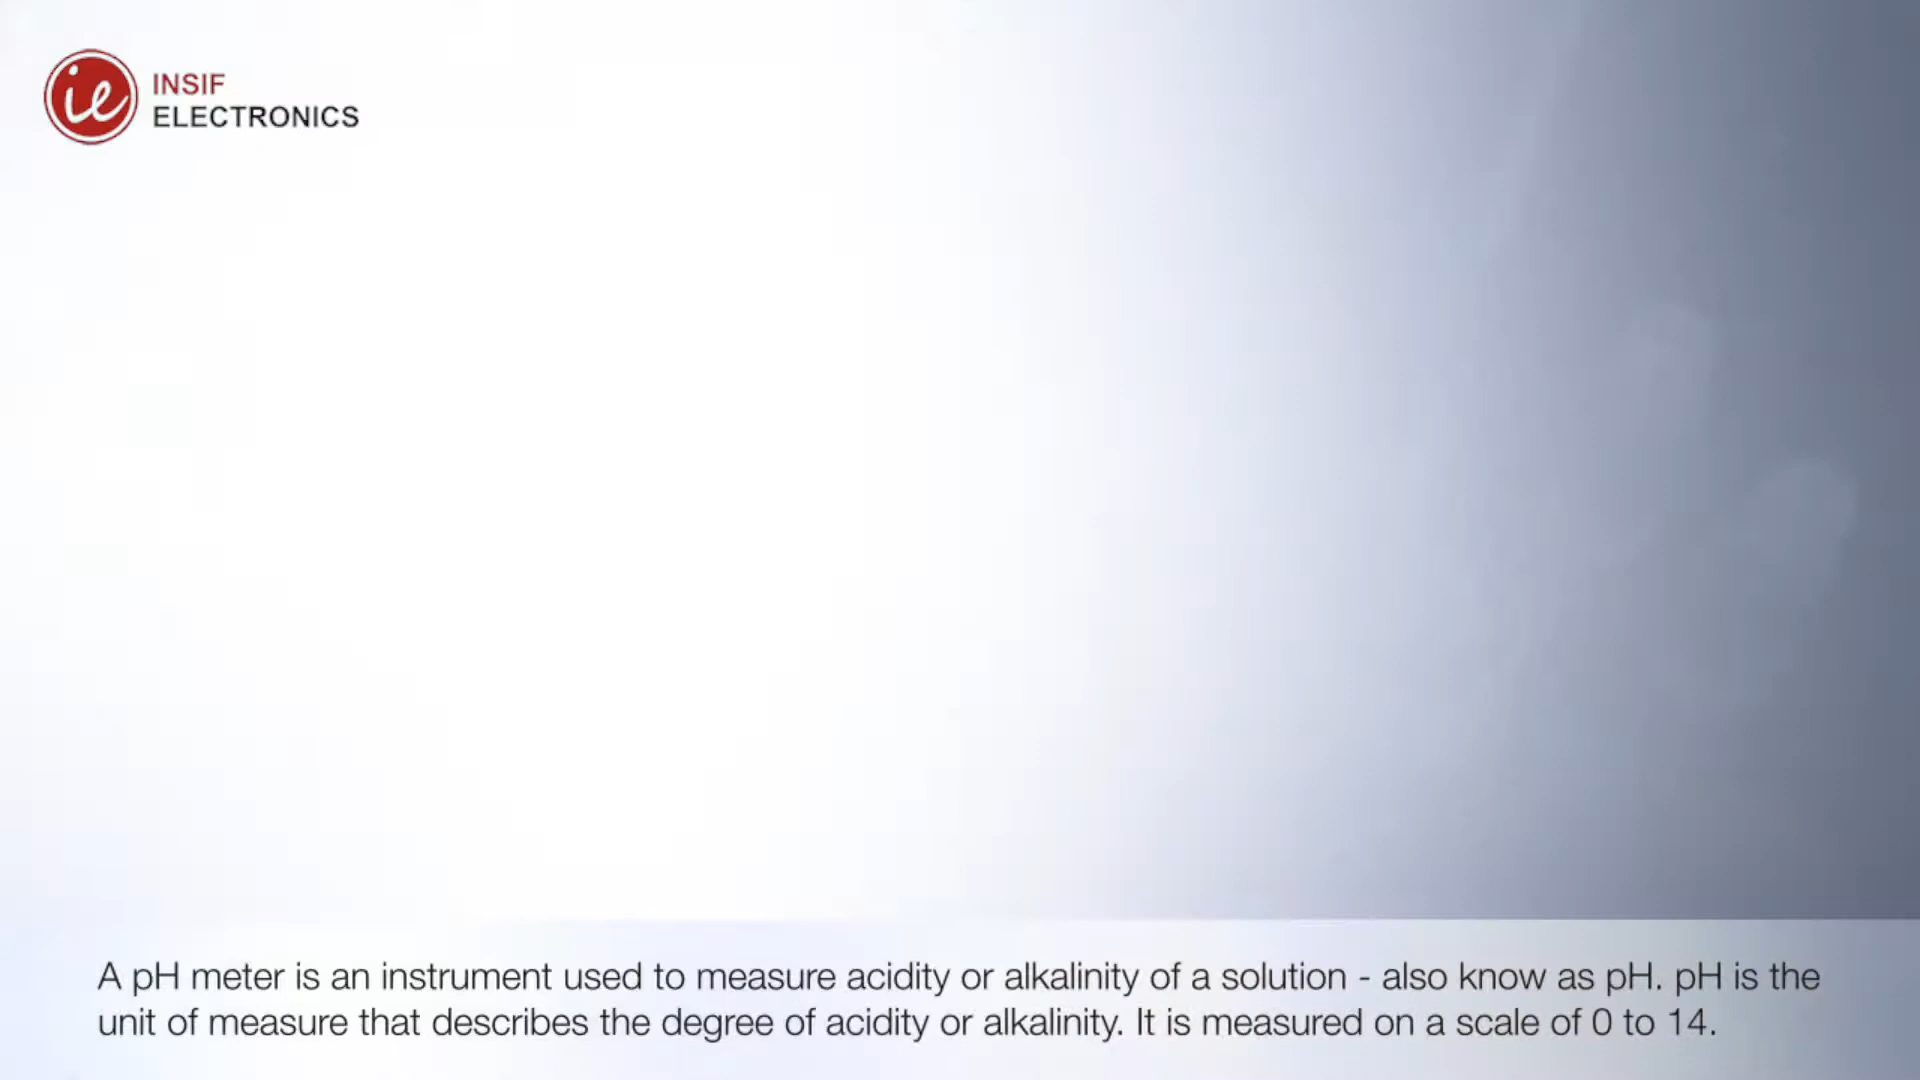 ie
INSIF
ELECTRONICS
A pH meter is an instrument used to measure acidity or alkalinity of a solution - also know as pH. pH is the
unit of measure that describes the degree of acidity or alkalinity. It is measured on a scale of 0 to 14.